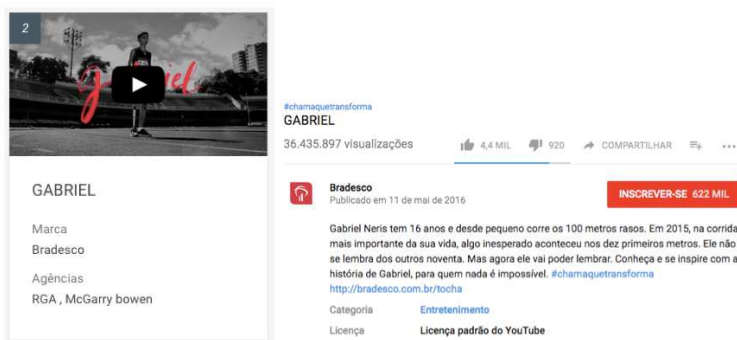 2
Gabriel
GABRIEL
Marca
Bradesco
Agências
RGA , McGarry bowen
#chamaquetransforma
GABRIEL
36.435.897 visualizações 4,4 MIL 920 COMPARTILHAR
Bradesco
Publicado em 11 de mai de 2016
INSCREVER-SE 622 MIL
Gabriel Neris tem 16 anos e desde pequeno corre os 100 metros rasos. Em 2015, na corrida
mais importante da sua vida, algo inesperado aconteceu nos dez primeiros metros. Ele não
se lembra dos outros noventa. Mas agora ele vai poder lembrar. Conheça e se inspire com a
história de Gabriel, para quem nada é impossível. #chamaquetransforma
http://bradesco.com.br/tocha
Categoria Entretenimento
Licença Licença padrão do YouTube